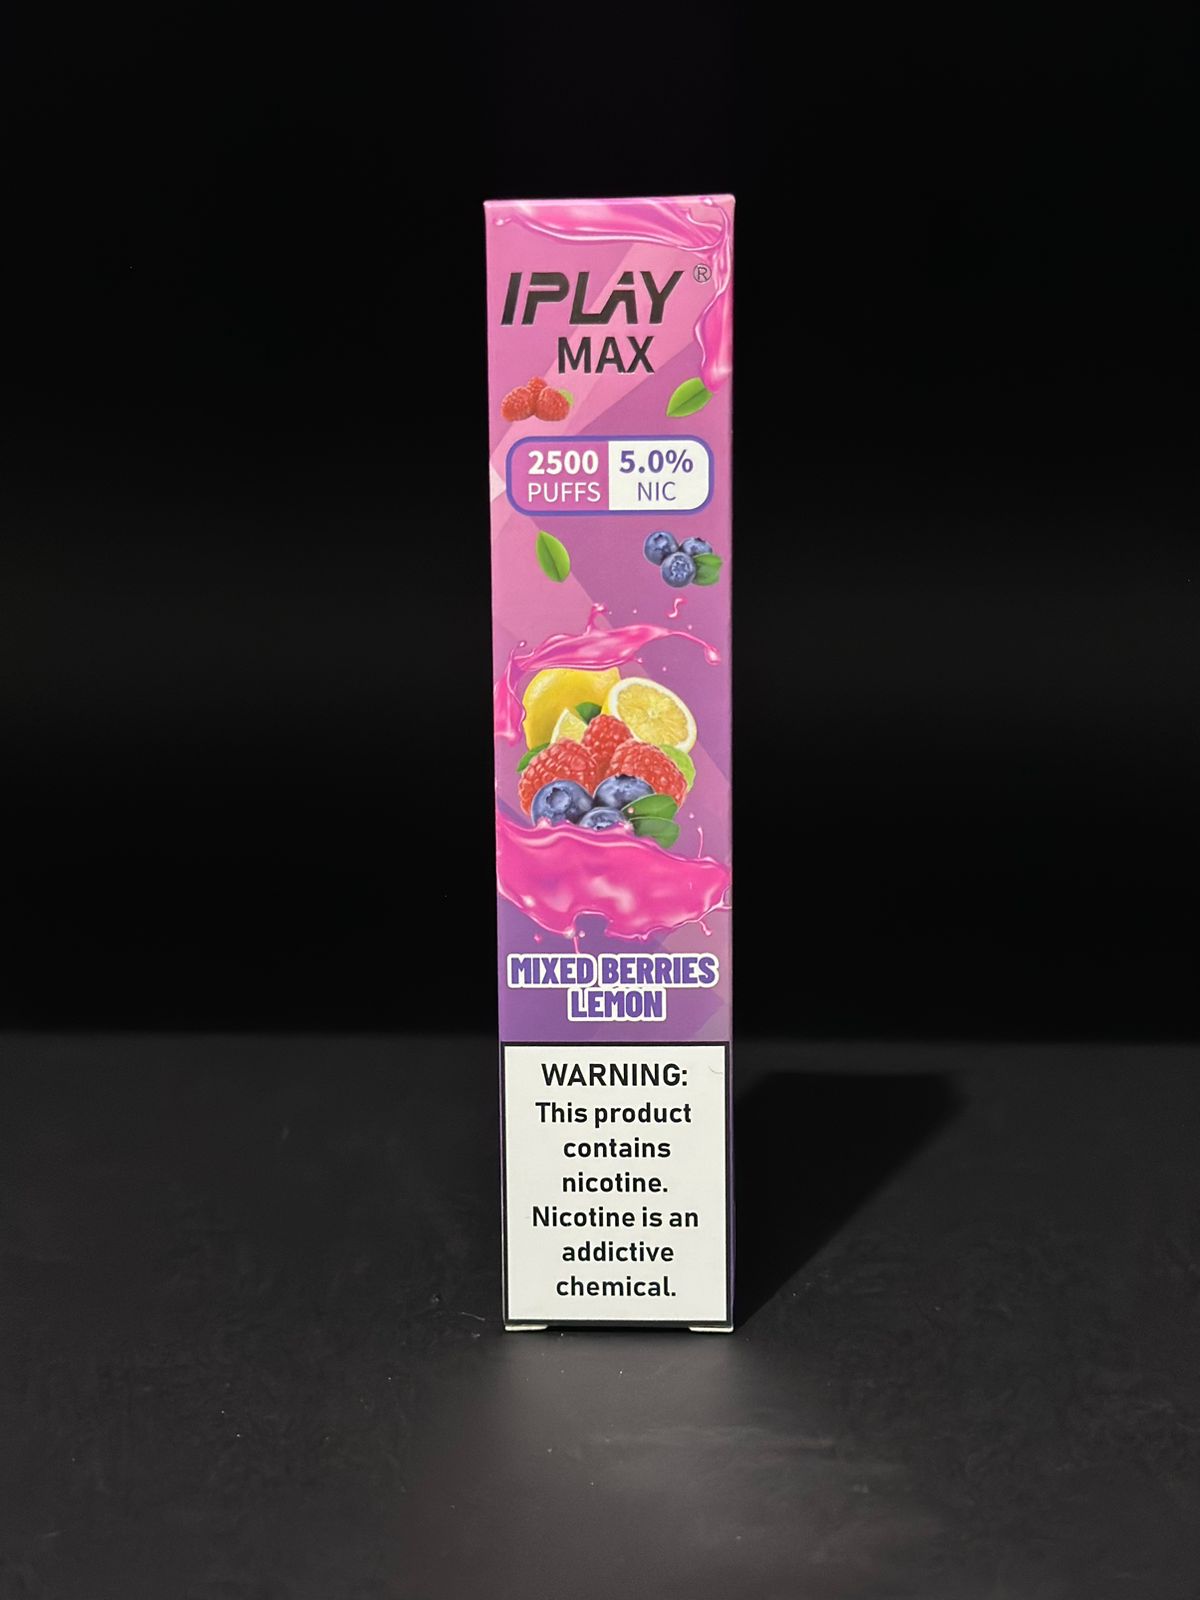 IPLAY®
MAX
2500 5.0%
PUFFS NIC
MIXED BERRIES
LEMON
WARNING:
This product
contains
nicotine.
Nicotine is an
addictive
chemical.